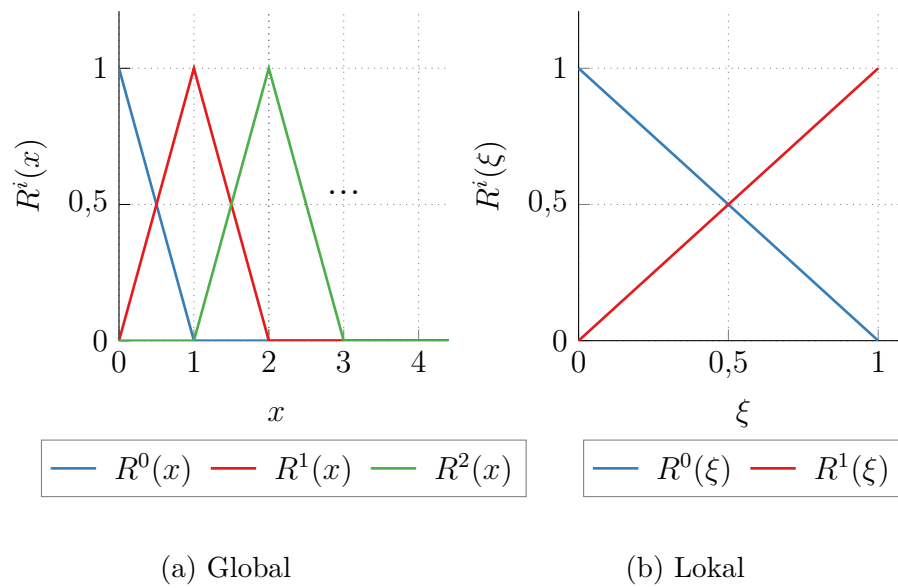 1
0,5
0
0 1 2 3 4
R^i(x)
x
...
R^0(x) R^1(x) R^2(x)
(a) Global
1
0,5
0
0 0,5 1
R^i(ξ)
ξ
R^0(ξ) R^1(ξ)
(b) Lokal